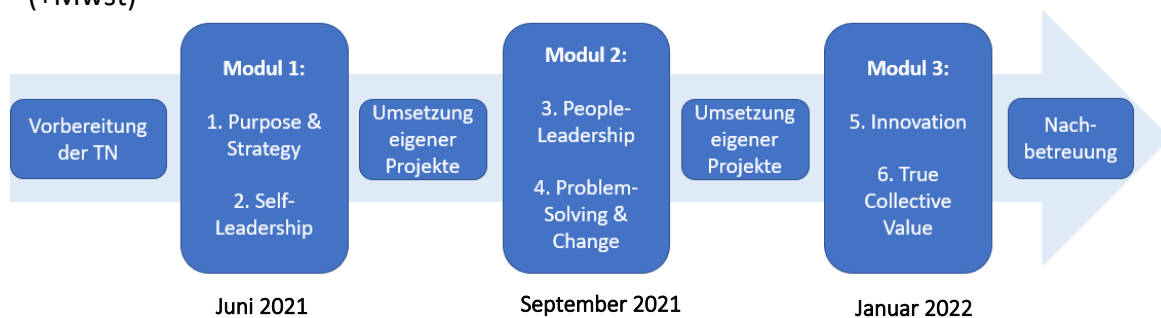 (+Mwst)
Vorbereitung
der TN
Modul 1:
1. Purpose &
Strategy
2. Self-
Leadership
Umsetzung
eigener
Projekte
Modul 2:
3. People-
Leadership
4. Problem-
Solving &
Change
Umsetzung
eigener
Projekte
Modul 3:
5. Innovation
6. True
Collective
Value
Nach-
betreuung
Juni 2021
September 2021
Januar 2022